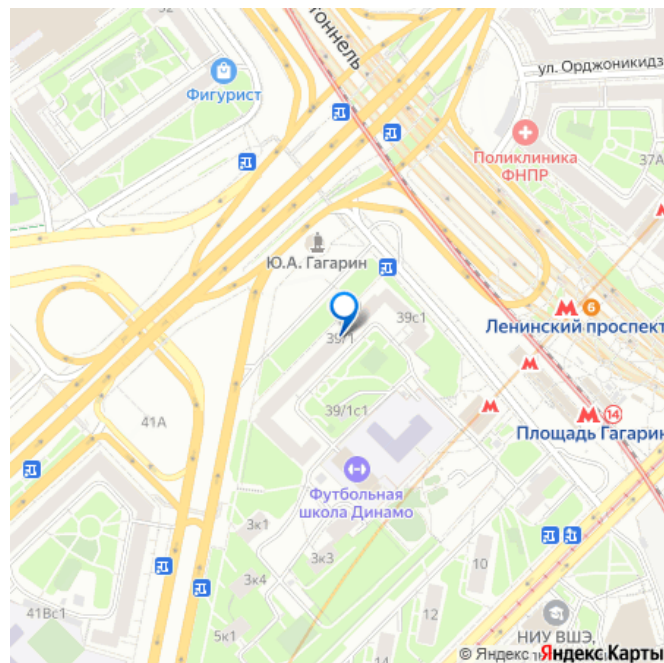 тоннель
ул. Орджоникидз
Фигурист
Поликлиника
ФНПР
37А
Ю.А. Гагарин
6
Ленинский проспект
39с1
39/1
39/1с1
14
Площадь Гагарин
41А
Футбольная
школа Динамо
3к1
3к3
3к4
10
12
41Вс1
5к1
НИУ ВШЭ,
© Яндекс Яндекс Карты